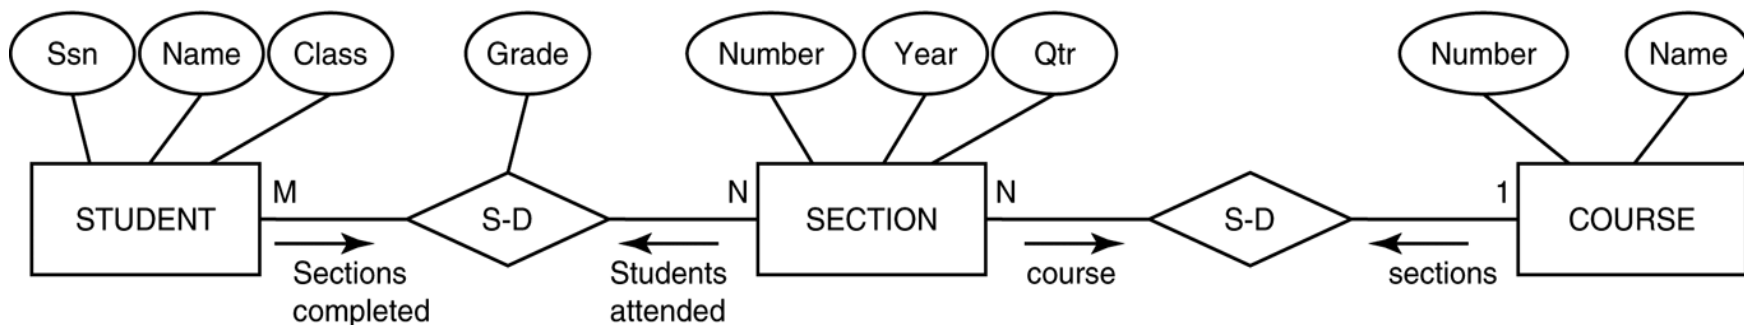 Ssn Name Class Grade Number Year Qtr Number Name
M N N 1
STUDENT S-D SECTION S-D COURSE
Sections Students course sections
completed attended